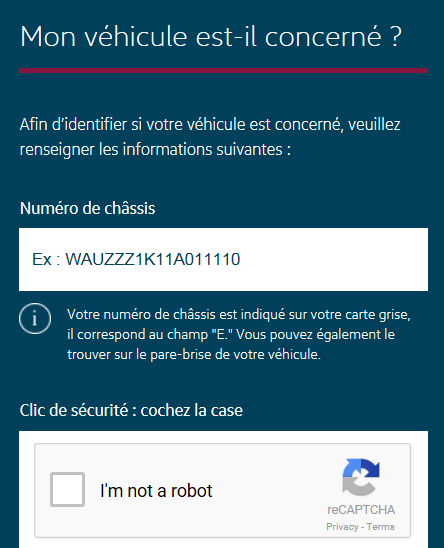 Mon véhicule est-il concerné ?
Afin d’identifier si votre véhicule est concerné, veuillez
renseigner les informations suivantes :
Numéro de châssis
Ex : WAUZZZ1K11A011110
Votre numéro de châssis est indiqué sur votre carte grise,
il correspond au champ "E." Vous pouvez également le
trouver sur le pare-brise de votre véhicule.
Clic de sécurité : cochez la case
I'm not a robot
reCAPTCHA
Privacy - Terms